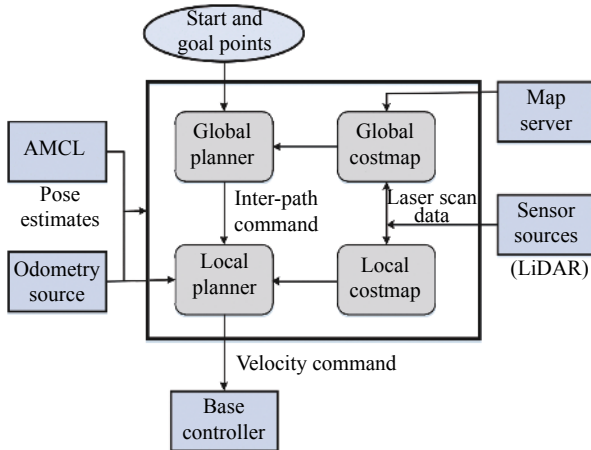 Start and
goal points
AMCL
Pose
estimates
Odometry
source
Global
planner
Global
costmap
Map
server
Inter-path
command
Laser scan
data
Sensor
sources
(LiDAR)
Local
planner
Local
costmap
Velocity command
Base
controller